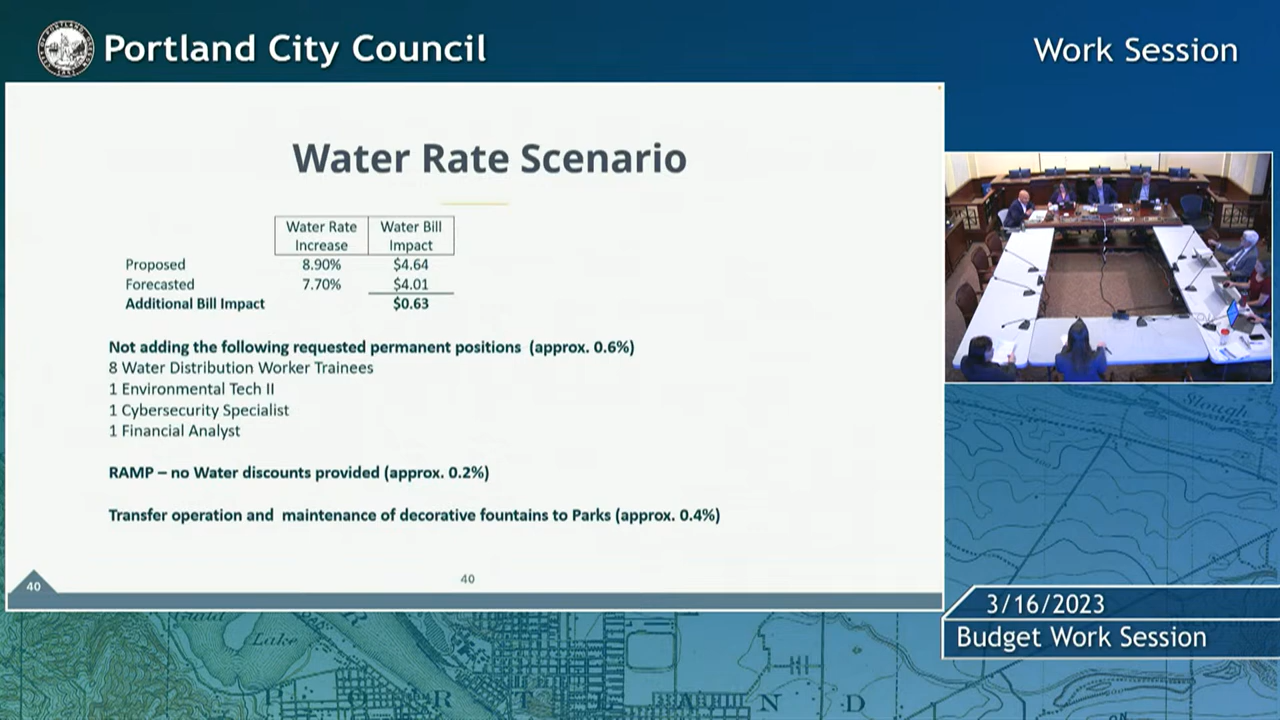 Portland City Council
Work Session
Water Rate Scenario
Water Rate Increase
Water Bill Impact
Proposed 8.90% $4.64
Forecasted 7.70% $4.01
Additional Bill Impact $0.63
Not adding the following requested permanent positions (approx. 0.6%)
8 Water Distribution Worker Trainees
1 Environmental Tech II
1 Cybersecurity Specialist
1 Financial Analyst
RAMP – no Water discounts provided (approx. 0.2%)
Transfer operation and maintenance of decorative fountains to Parks (approx. 0.4%)
40
40
3/16/2023
Budget Work Session
Slough
Guild
Lake
P O R T L A N D